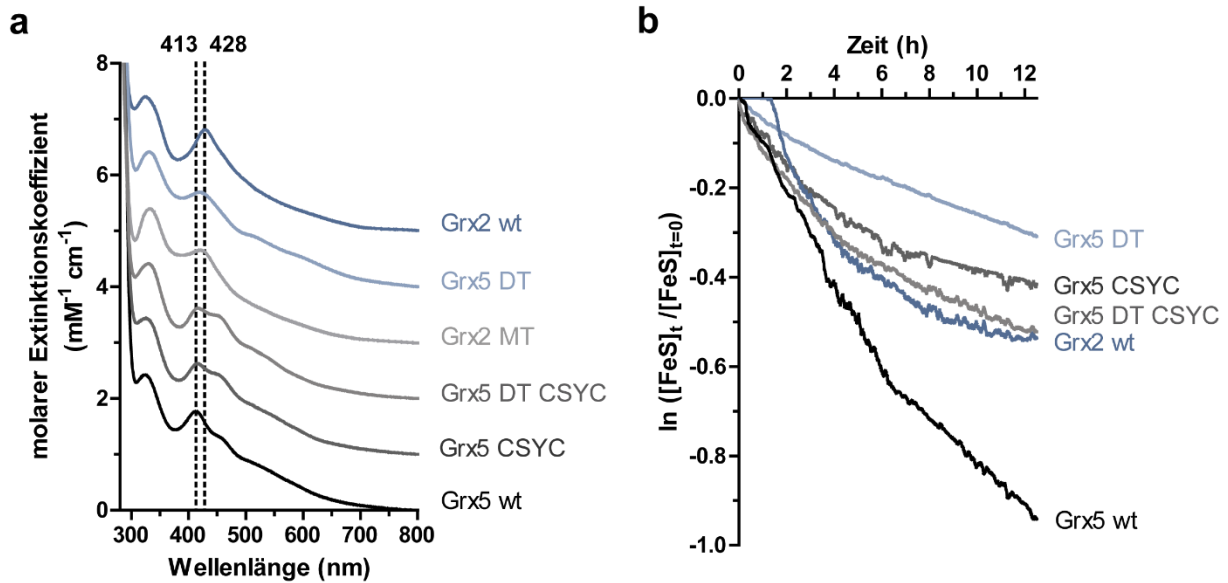 a
413 428
8
6
4
2
0
molarer Extinktionskoeffizient
(mM⁻¹ cm⁻¹)
300 400 500 600 700 800
Wellenlänge (nm)
Grx2 wt
Grx5 DT
Grx2 MT
Grx5 DT CSYC
Grx5 CSYC
Grx5 wt
b
Zeit (h)
0 2 4 6 8 10 12
0.0
-0.2
-0.4
-0.6
-0.8
-1.0
ln ([FeS]t /[FeS]t=0)
Grx5 DT
Grx5 CSYC
Grx5 DT CSYC
Grx2 wt
Grx5 wt